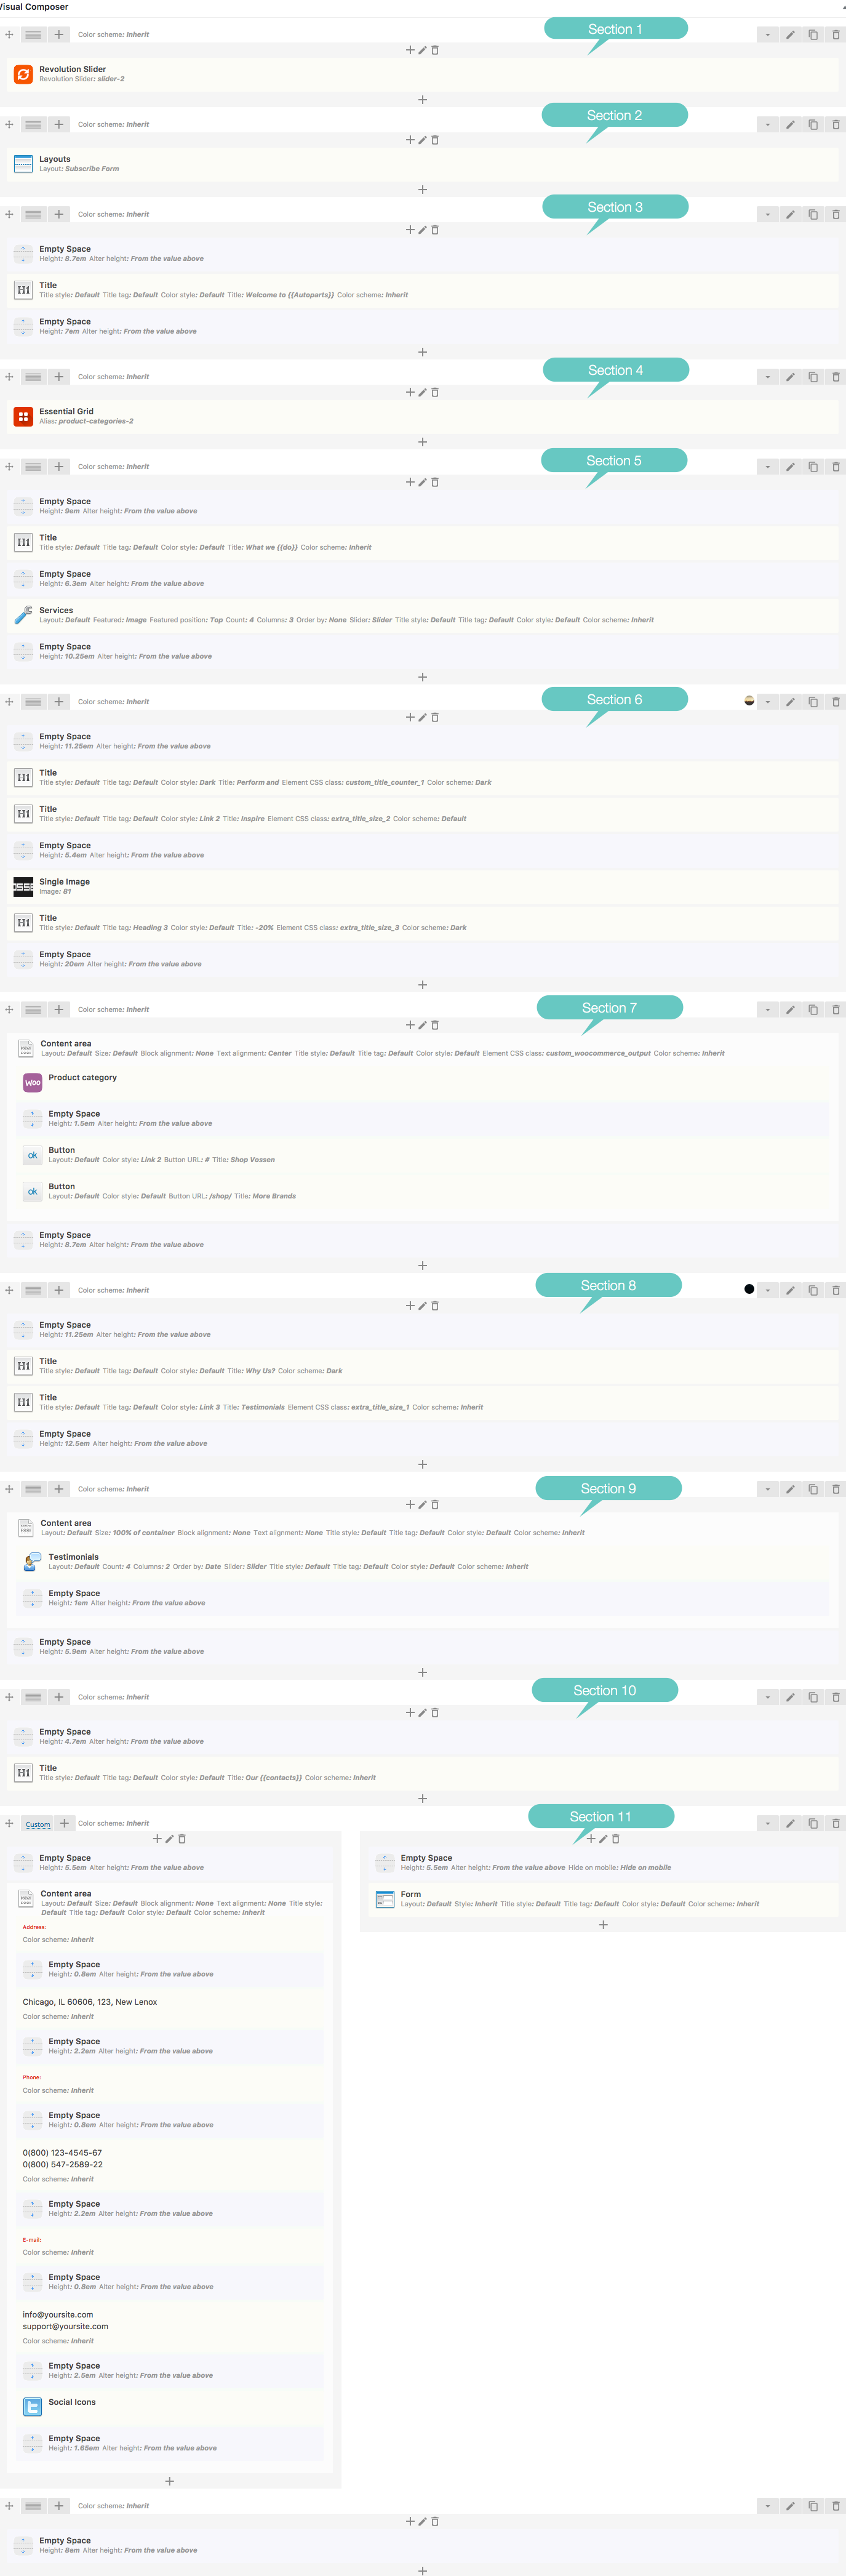 Visual Composer
Section 1
Color scheme: Inherit
Revolution Slider
Revolution Slider: slider-2
Section 2
Color scheme: Inherit
Layouts
Layout: Subscribe Form
Section 3
Color scheme: Inherit
Empty Space
Height: 8.7em Alter height: From the value above
H1
Title
Title style: Default Title tag: Default Color style: Default Title: Welcome to {{Autoparts}} Color scheme: Inherit
Empty Space
Height: 7em Alter height: From the value above
Section 4
Color scheme: Inherit
Essential Grid
Alias: product-categories-2
Section 5
Color scheme: Inherit
Empty Space
Height: 9em Alter height: From the value above
H1
Title
Title style: Default Title tag: Default Color style: Default Title: What we {{do}} Color scheme: Inherit
Empty Space
Height: 6.3em Alter height: From the value above
Services
Layout: Default Featured: Image Featured position: Top Count: 4 Columns: 3 Order by: None Slider: Slider Title style: Default Title tag: Default Color style: Default Color scheme: Inherit
Empty Space
Height: 10.25em Alter height: From the value above
Section 6
Color scheme: Inherit
Empty Space
Height: 11.25em Alter height: From the value above
H1
Title
Title style: Default Title tag: Default Color style: Dark Title: Perform and Element CSS class: custom_title_counter_1 Color scheme: Dark
H1
Title
Title style: Default Title tag: Default Color style: Link 2 Title: Inspire Element CSS class: extra_title_size_2 Color scheme: Default
Empty Space
Height: 5.4em Alter height: From the value above
Single Image
Image: 81
H1
Title
Title style: Default Title tag: Heading 3 Color style: Default Title: -20% Element CSS class: extra_title_size_3 Color scheme: Dark
Empty Space
Height: 20em Alter height: From the value above
Section 7
Color scheme: Inherit
Content area
Layout: Default Size: Default Block alignment: None Text alignment: Center Title style: Default Title tag: Default Color style: Default Element CSS class: custom_woocommerce_output Color scheme: Inherit
Woo
Product category
Empty Space
Height: 1.5em Alter height: From the value above
ok
Button
Layout: Default Color style: Link 2 Button URL: # Title: Shop Vossen
ok
Button
Layout: Default Color style: Default Button URL: /shop/ Title: More Brands
Empty Space
Height: 8.7em Alter height: From the value above
Section 8
Color scheme: Inherit
Empty Space
Height: 11.25em Alter height: From the value above
H1
Title
Title style: Default Title tag: Default Color style: Default Title: Why Us? Color scheme: Dark
H1
Title
Title style: Default Title tag: Default Color style: Link 3 Title: Testimonials Element CSS class: extra_title_size_1 Color scheme: Inherit
Empty Space
Height: 12.5em Alter height: From the value above
Section 9
Color scheme: Inherit
Content area
Layout: Default Size: 100% of container Block alignment: None Text alignment: None Title style: Default Title tag: Default Color style: Default Color scheme: Inherit
Testimonials
Layout: Default Count: 4 Columns: 2 Order by: Date Slider: Slider Title style: Default Title tag: Default Color style: Default Color scheme: Inherit
Empty Space
Height: 1em Alter height: From the value above
Empty Space
Height: 5.9em Alter height: From the value above
Section 10
Color scheme: Inherit
Empty Space
Height: 4.7em Alter height: From the value above
H1
Title
Title style: Default Title tag: Default Color style: Default Title: Our {{contacts}} Color scheme: Inherit
Section 11
Custom
Color scheme: Inherit
Empty Space
Height: 5.5em Alter height: From the value above
Content area
Layout: Default Size: Default Block alignment: None Text alignment: None Title style:
Default Title tag: Default Color style: Default Color scheme: Inherit
Address:
Color scheme: Inherit
Empty Space
Height: 0.8em Alter height: From the value above
Chicago, IL 60606, 123, New Lenox
Color scheme: Inherit
Empty Space
Height: 2.2em Alter height: From the value above
Phone:
Color scheme: Inherit
Empty Space
Height: 0.8em Alter height: From the value above
0(800) 123-4545-67
0(800) 547-2589-22
Color scheme: Inherit
Empty Space
Height: 2.2em Alter height: From the value above
E-mail:
Color scheme: Inherit
Empty Space
Height: 0.8em Alter height: From the value above
info@yoursite.com
support@yoursite.com
Color scheme: Inherit
Empty Space
Height: 2.5em Alter height: From the value above
Social Icons
Empty Space
Height: 1.65em Alter height: From the value above
Empty Space
Height: 5.5em Alter height: From the value above Hide on mobile: Hide on mobile
Form
Layout: Default Style: Inherit Title style: Default Title tag: Default Color style: Default Color scheme: Inherit
Color scheme: Inherit
Empty Space
Height: 8em Alter height: From the value above